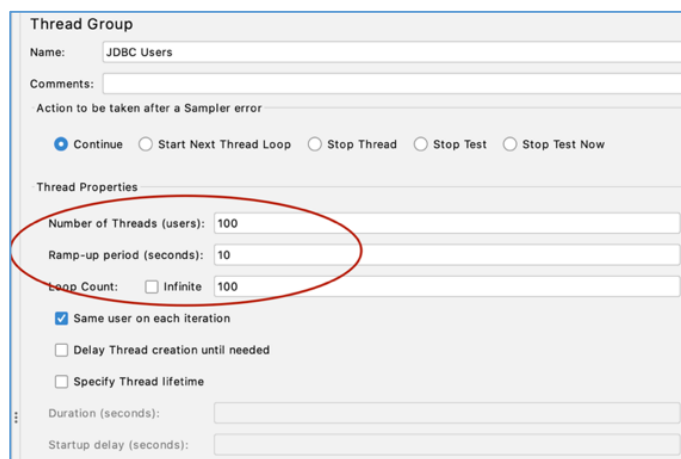 Thread Group
Name: JDBC Users
Comments:
Action to be taken after a Sampler error
Continue Start Next Thread Loop Stop Thread Stop Test Stop Test Now
Thread Properties
Number of Threads (users): 100
Ramp-up period (seconds): 10
Loop Count: Infinite 100
Same user on each iteration
Delay Thread creation until needed
Specify Thread lifetime
Duration (seconds):
Startup delay (seconds):